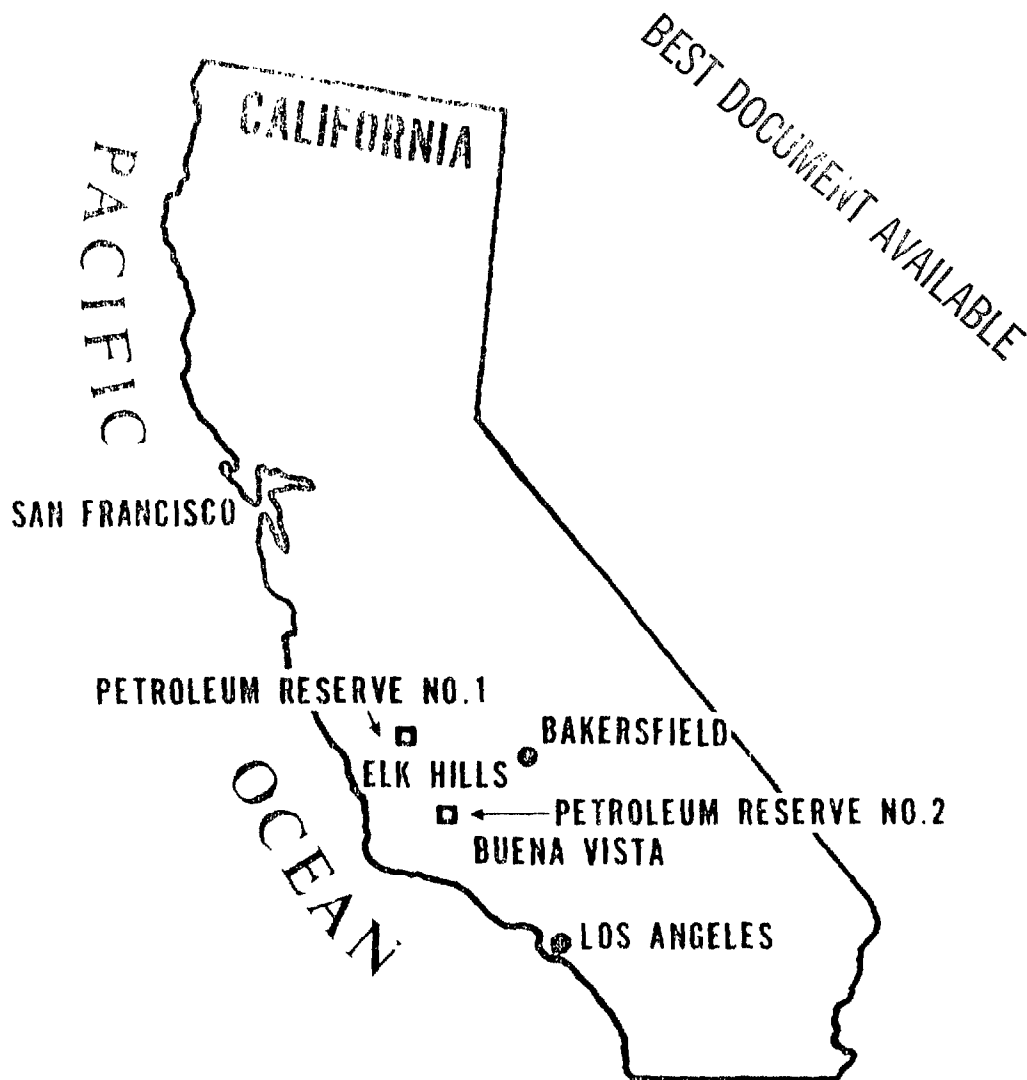 BEST DOCUMENT AVAILABLE
CALIFORNIA
PACIFIC
SAN FRANCISCO
PETROLEUM RESERVE NO.1
BAKERSFIELD
ELK HILLS
OCEAN
PETROLEUM RESERVE NO.2
BUENA VISTA
LOS ANGELES